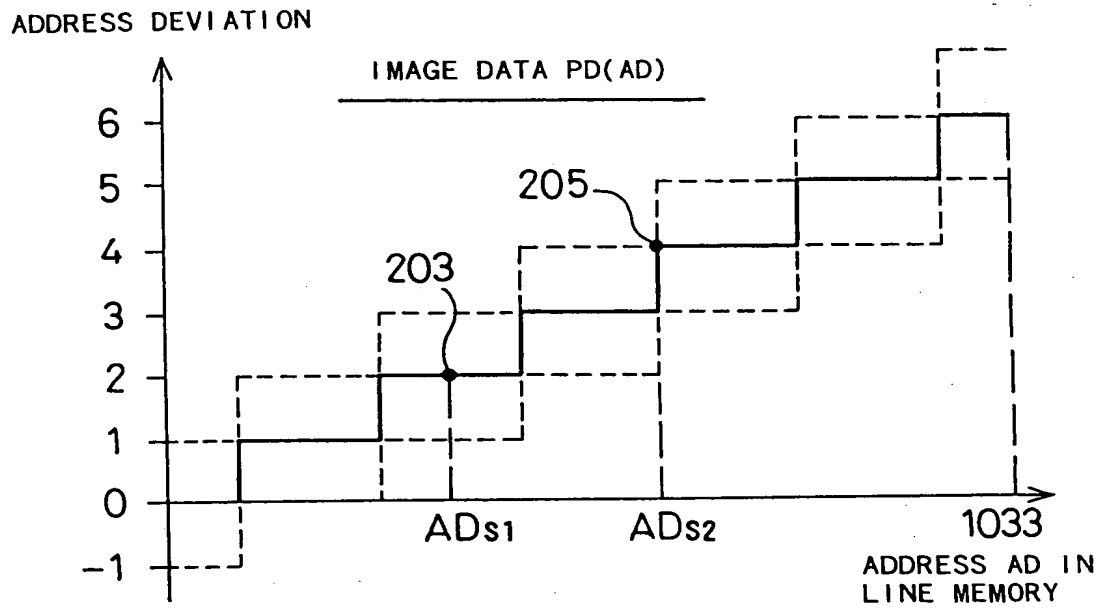 ADDRESS DEVIATION
IMAGE DATA PD(AD)
6
5
4
3
2
1
0
-1
205
203
ADS1
ADS2
1033
ADDRESS AD IN
LINE MEMORY